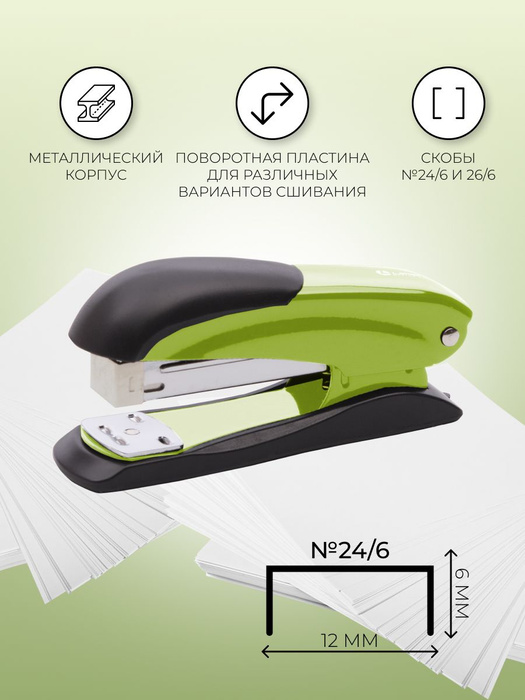 МЕТАЛЛИЧЕСКИЙ
КОРПУС
ПОВОРОТНАЯ ПЛАСТИНА
ДЛЯ РАЗЛИЧНЫХ
ВАРИАНТОВ СШИВАНИЯ
СКОБЫ
№24/6 И 26/6
№24/6
6 ММ
12 ММ